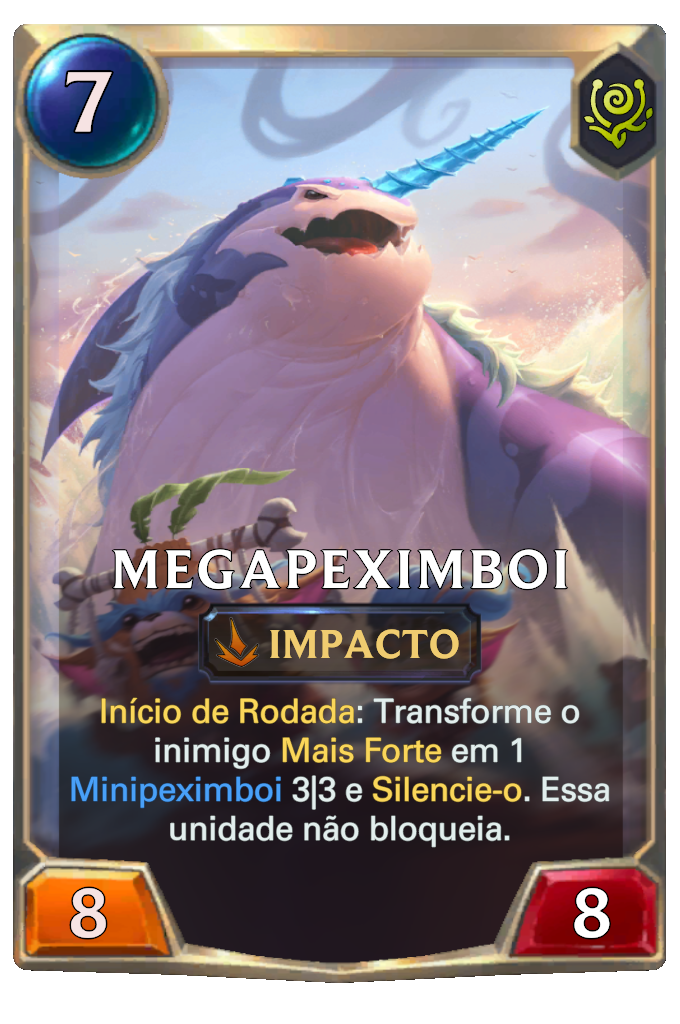 7
MEGAPEXIMBOI
IMPACTO
Início de Rodada: Transforme o
inimigo Mais Forte em 1
Minipeximboi 3|3 e Silencie-o. Essa
unidade não bloqueia.
8
8